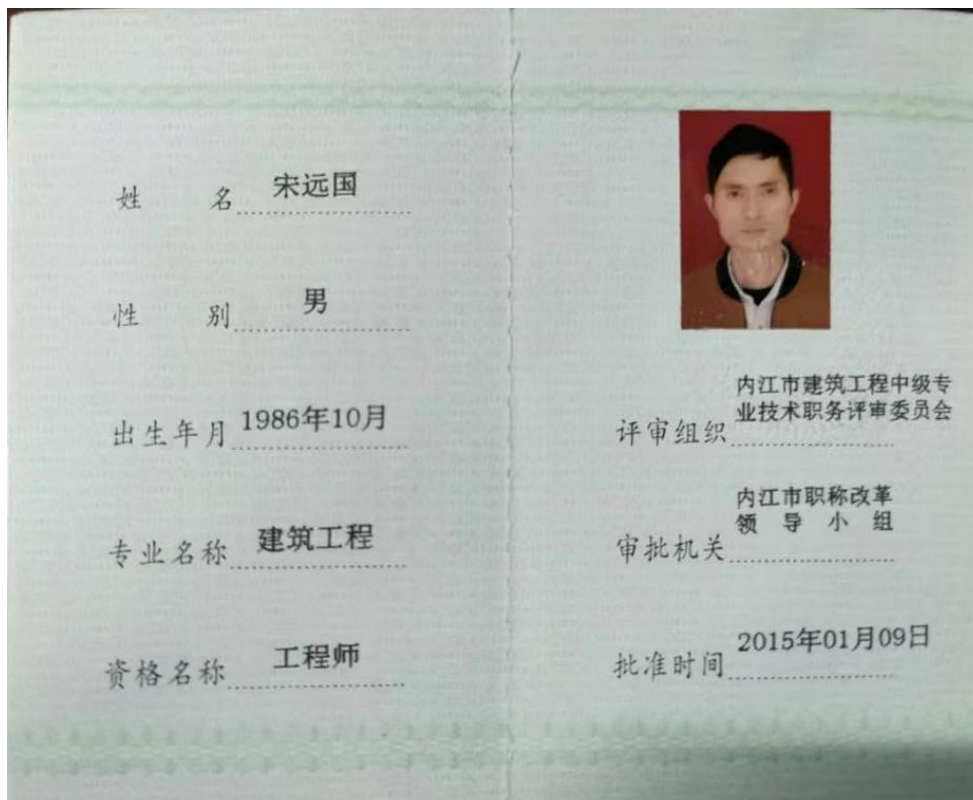 姓名 宋远国
性别 男
出生年月 1986年10月
专业名称 建筑工程
资格名称 工程师
内江市建筑工程中级专
评审组织 业技术职务评审委员会
内江市职称改革
审批机关 领导小组
批准时间 2015年01月09日